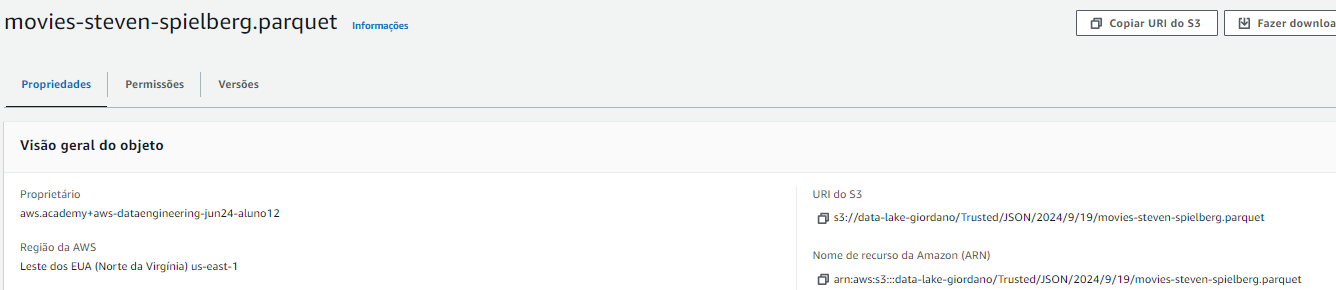 movies-steven-spielberg.parquet Informações
Copiar URI do S3
Fazer downloa
Propriedades
Permissões
Versões
Visão geral do objeto
Proprietário
aws.academy+aws-dataengineering-jun24-aluno12
Região da AWS
Leste dos EUA (Norte da Virgínia) us-east-1
URI do S3
s3://data-lake-giordano/Trusted/JSON/2024/9/19/movies-steven-spielberg.parquet
Nome de recurso da Amazon (ARN)
arn:aws:s3:::data-lake-giordano/Trusted/JSON/2024/9/19/movies-steven-spielberg.parquet